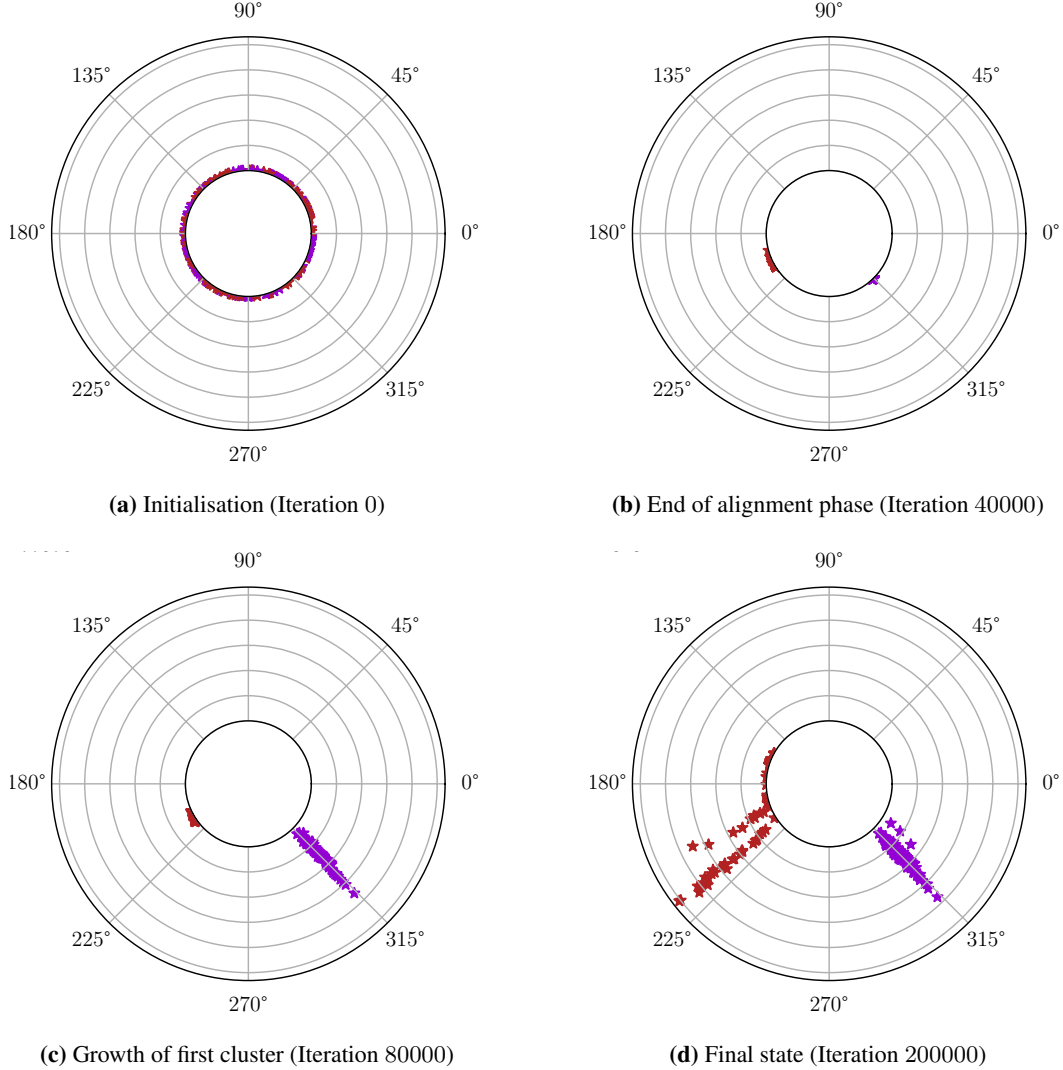 90° 90°
135° 45° 135° 45°
180° 0° 180° 0°
225° 315° 225° 315°
270° 270°
(a) Initialisation (Iteration 0) (b) End of alignment phase (Iteration 40000)
90° 90°
135° 45° 135° 45°
180° 0° 180° 0°
225° 315° 225° 315°
270° 270°
(c) Growth of first cluster (Iteration 80000) (d) Final state (Iteration 200000)